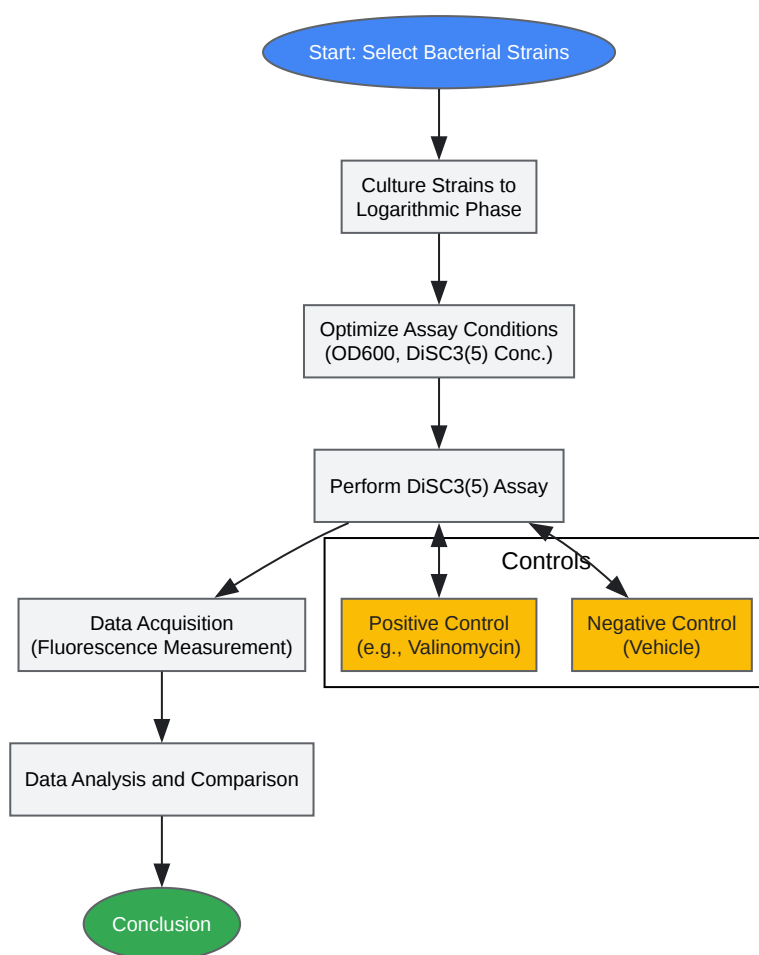 Start: Select Bacterial Strains
Culture Strains to
Logarithmic Phase
Optimize Assay Conditions
(OD600, DiSC3(5) Conc.)
Perform DiSC3(5) Assay
Controls
Data Acquisition
(Fluorescence Measurement)
Positive Control
(e.g., Valinomycin)
Negative Control
(Vehicle)
Data Analysis and Comparison
Conclusion